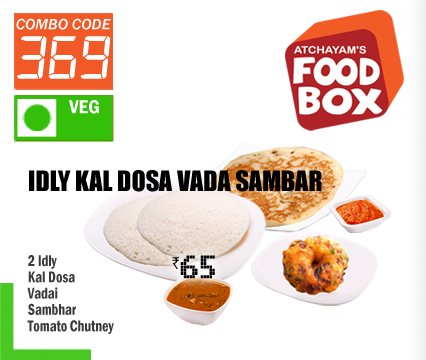 COMBO CODE
369
VEG
ATCHAYAM'S
FOOD
BOX
IDLY KAL DOSA VADA SAMBAR
₹65
2 Idly
Kal Dosa
Vadai
Sambhar
Tomato Chutney